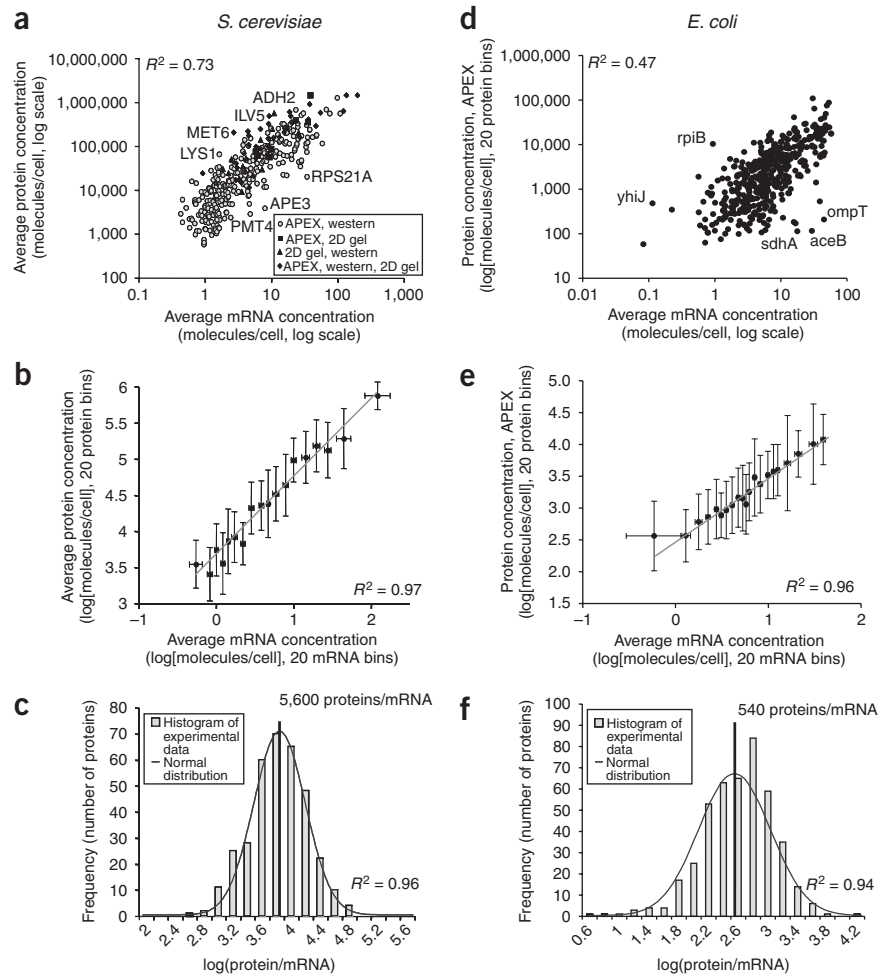 a
S. cerevisiae
Average protein concentration
(molecules/cell, log scale)
10,000,000
1,000,000
100,000
10,000
1,000
100
R² = 0.73
ADH2
ILV5
MET6
LYS1
RPS21A
APE3
PMT4
APEX, western
APEX, 2D gel
2D gel, western
APEX, western, 2D gel
0.1 1 10 100 1,000
Average mRNA concentration
(molecules/cell, log scale)
b
Average protein concentration
(log[molecules/cell], 20 protein bins)
6
5.5
5
4.5
4
3.5
3
R² = 0.97
–1 0 1 2
Average mRNA concentration
(log[molecules/cell], 20 mRNA bins)
c
Frequency (number of proteins)
80
70
60
50
40
30
20
10
0
5,600 proteins/mRNA
Histogram of
experimental
data
Normal
distribution
R² = 0.96
2 2.4 2.8 3.2 3.6 4 4.4 4.8 5.2 5.6
log(protein/mRNA)
d
E. coli
Protein concentration, APEX
(log[molecules/cell], 20 protein bins)
1,000,000
100,000
10,000
1,000
100
10
R² = 0.47
rpiB
yhiJ
ompT
sdhA
aceB
0.01 0.1 1 10 100
Average mRNA concentration
(molecules/cell, log scale)
e
Protein concentration, APEX
(log[molecules/cell], 20 protein bins)
5.0
4.5
4.0
3.5
3.0
2.5
2.0
1.5
R² = 0.96
–1 0 1 2
Average mRNA concentration
(log[molecules/cell], 20 mRNA bins)
f
Frequency (number of proteins)
100
90
80
70
60
50
40
30
20
10
0
540 proteins/mRNA
Histogram of
experimental
data
Normal
distribution
R² = 0.94
0.6 1 1.4 1.8 2.2 2.6 3 3.4 3.8 4.2
log(protein/mRNA)